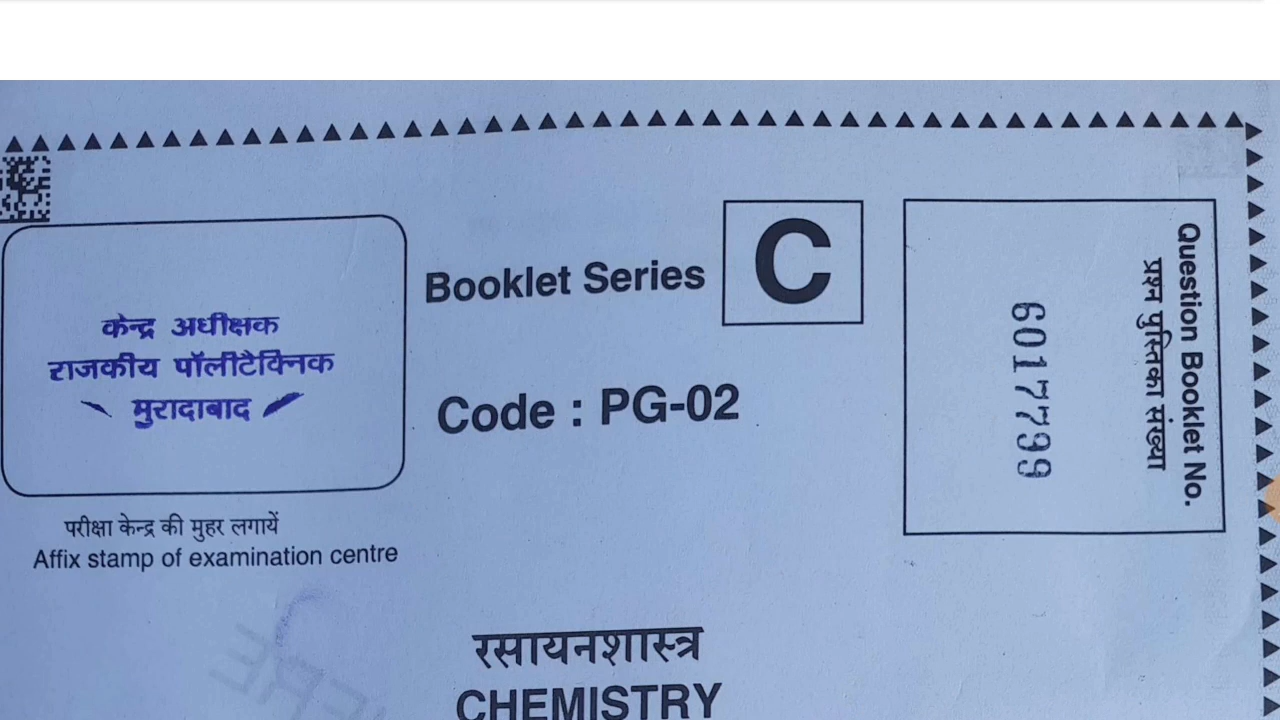 केन्द्र अधीक्षक
राजकीय पॉलीटैक्निक
मुरादाबाद
परीक्षा केन्द्र की मुहर लगायें
Affix stamp of examination centre
Booklet Series C
Code : PG-02
Question Booklet No.
प्रश्न पुस्तिका संख्या
6017799
रसायनशास्त्र
CHEMISTRY